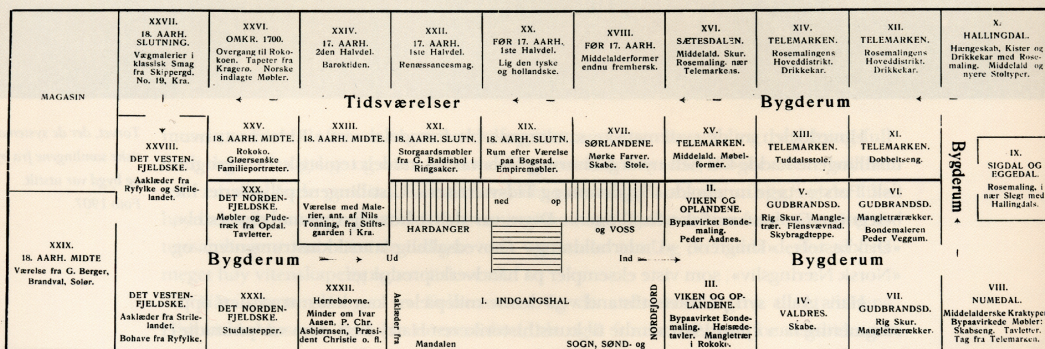 XXVII.
18. AARH.
SLUTNING.
Vægmalerier i
klassisk Smag
fra Skippergd.
No. 19, Kra.
XXVI.
OMKR. 1700.
Overgang til Roko-
koen. Tapeter fra
Kragerø. Norske
indlagte Møbler.
XXIV.
17. AARH.
2den Halvdel.
Baroktiden.
XXII.
17. AARH.
1ste Halvdel.
Renæssancesmag.
XX.
FØR 17. AARH.
1ste Halvdel.
Lig den tyske
og hollandske.
XVIII.
FØR 17. AARH.
Middelalderformer
endnu fremhersk.
XVI.
SÆTESDALEN.
Middelald. Skur.
Rosemaling. nær
Telemarkens.
XIV.
TELEMARKEN.
Rosemalingens
Hoveddistrikt.
Drikkekar.
XII.
TELEMARKEN.
Rosemalingens
Hoveddistrikt.
Drikkekar.
X.
HALLINGDAL.
Hængeskab, Kister og
Drikkekar med Rose-
maling. Middelald og
nyere Stoltyper.
MAGASIN
Tidsværelser
Bygderum
XXVIII.
DET VESTEN-
FJELDSKE.
Aaklæder fra
Ryfylke og Strile-
landet.
XXV.
18. AARH. MIDTE.
Rokoko.
Gløersenske
Familieportræter.
XXIII.
18. AARH. MIDTE.
XXI.
18. AARH. SLUTN.
Storgaardsmøbler
fra G. Baldishol i
Ringsaker.
XIX.
18. AARH. SLUTN.
Rum efter Værelse
paa Bogstad.
Empiremøbler.
XVII.
SØRLANDENE.
Mørke Farver.
Skabe. Stole.
XV.
TELEMARKEN.
Middelald. Møbel-
former.
XIII.
TELEMARKEN.
Tuddalsstole.
XI.
TELEMARKEN.
Dobbeltseng.
Bygderum
IX.
SIGDAL OG
EGGEDAL.
Rosemaling, i
nær Slegt med
Hallingdals.
XXX.
DET NORDEN-
FJELDSKE.
Møbler og Pude-
træk fra Opdal.
Tavleter.
Værelse med Male-
rier, ant. af Nils
Tonning, fra Stifts-
gaarden i Kra.
HARDANGER
ned
op
og VOSS
II.
VIKEN OG
OPLANDENE.
Bypaavirket Bonde-
maling.
Peder Aadres.
V.
GUDBRANDSD.
Rig Skur. Mangle-
trær. Flensvævnad.
Skybragdteppe.
VI.
GUDBRANDSD.
Mangletrærækker.
Bondemaleren
Peder Veggum.
XXIX.
18. AARH. MIDTE
Værelse fra G. Berger,
Brandval, Solør.
Bygderum
Ud
Ind
Bygderum
DET VESTEN-
FJELDSKE.
Aaklæder fra Strile-
landet.
Bohave fra Ryfylke.
XXXI.
DET NORDEN-
FJELDSKE.
Studalstepper.
XXXII.
Herrebøovne.
Minder om Ivar
Aasen, P. Chr.
Asbjørnsen, Præsi-
dent Christie o. fl.
Aaklæder fra
Mandalen
I. INDGANGSHAL
SOGN, SØND- og
NORDFJORD
III.
VIKEN OG OP-
LANDENE.
Bypaavirket Bonde-
maling. Høisæde-
tavler. Mangletrær
i Rokoko.
IV.
VALDRES.
Skabe.
VII.
GUDBRANDSD.
Rig Skur.
Mangletrærækker.
VIII.
NUMEDAL.
Middelalderske Kraktype
Bypaavirkede Møbler:
Skabseng. Tavletter.
Tag fra Telemarken.